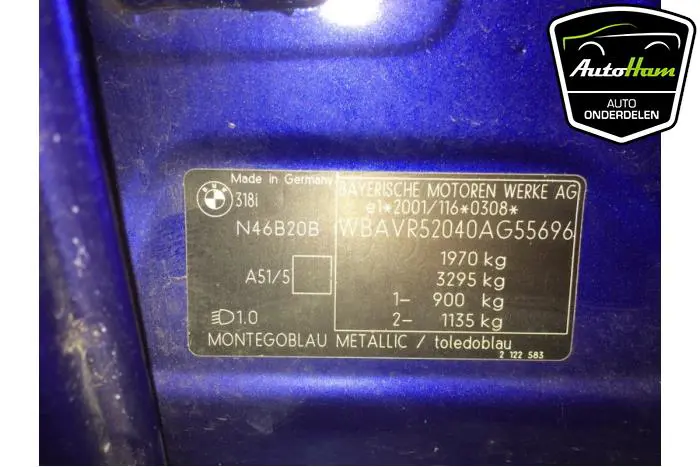 AutoHam
AUTO
ONDERDELEN
Made in Germany
BMW
318i
N46B20B
A51/5
1.0
BAYERISCHE MOTOREN WERKE AG
e1*2001/116*0308*
WBAVR52040AG55696
1970 kg
3295 kg
1- 900 kg
2- 1135 kg
MONTEGOBLAU METALLIC / toledoblau
2 122 583